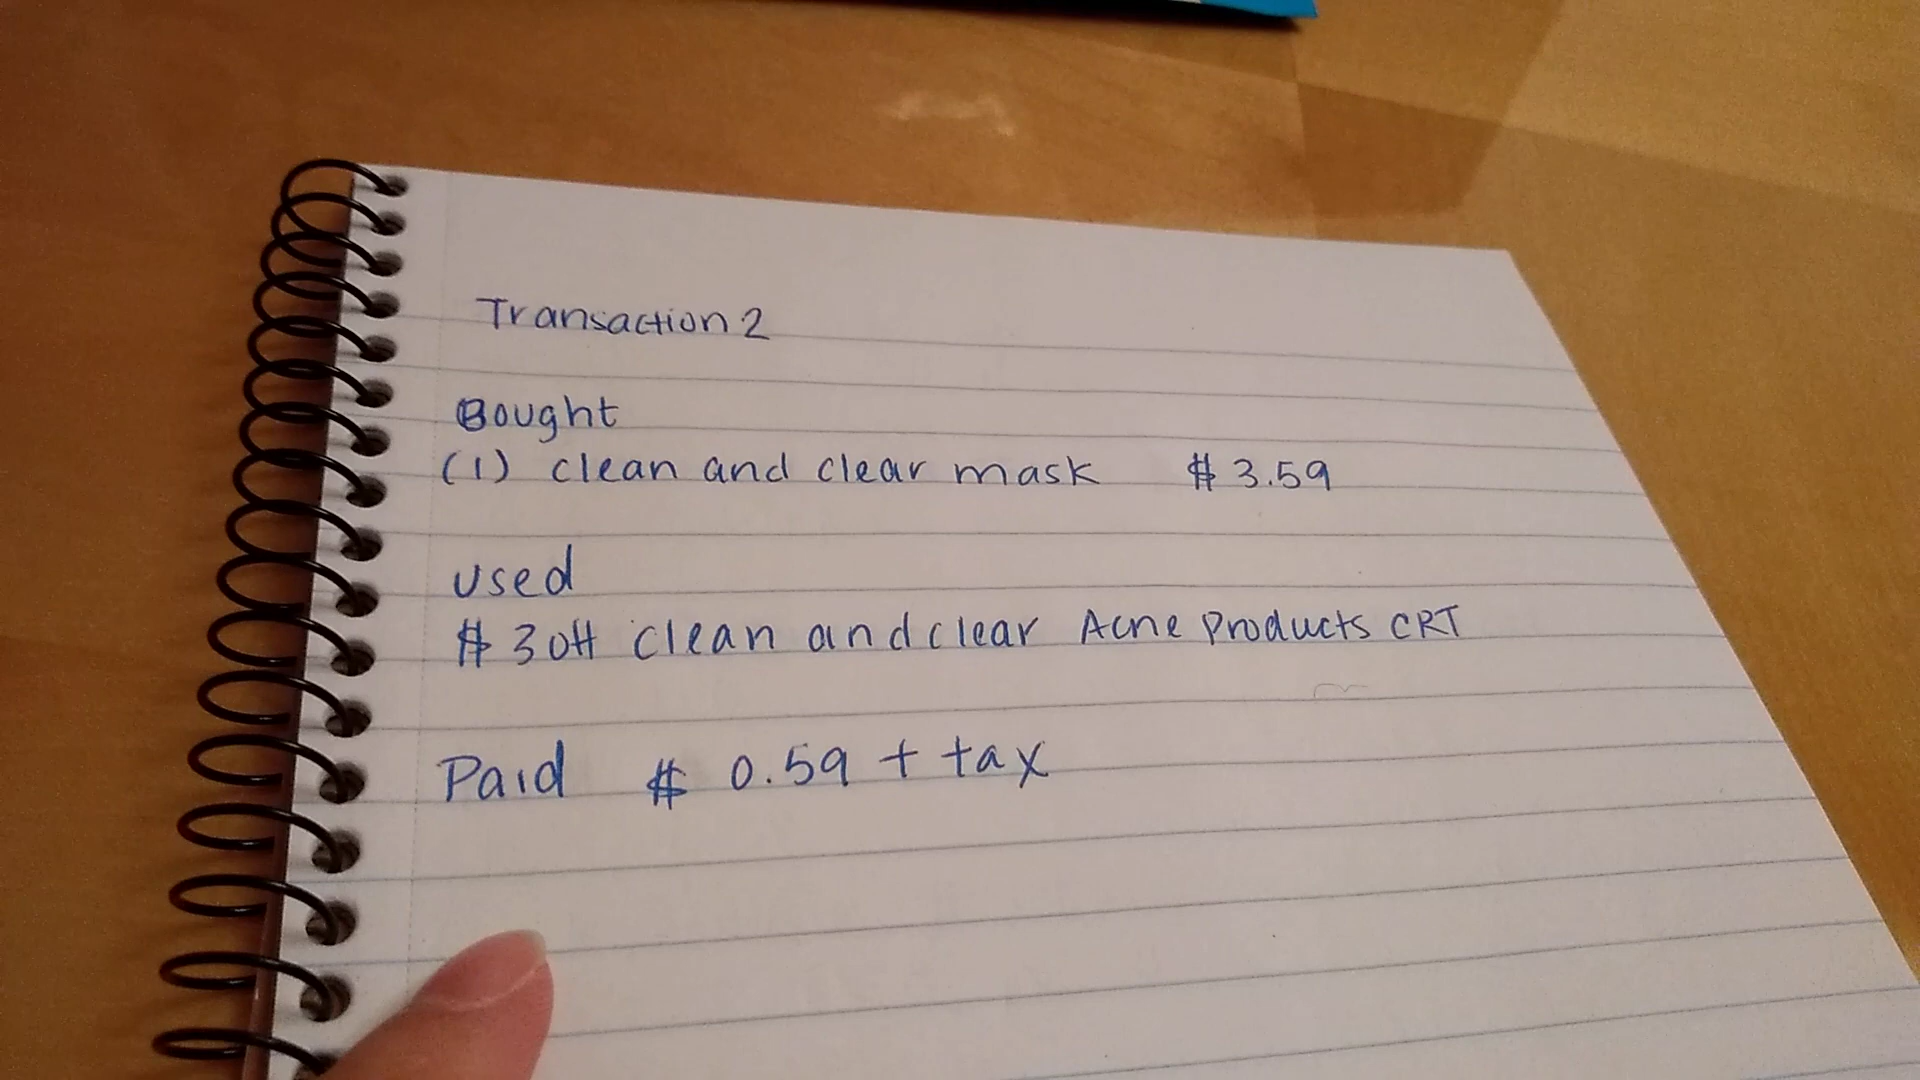 Transaction 2
Bought
(1) clean and clear mask $3.59
used
$3 off clean and clear Acne Products CRT
Paid $0.59 + tax